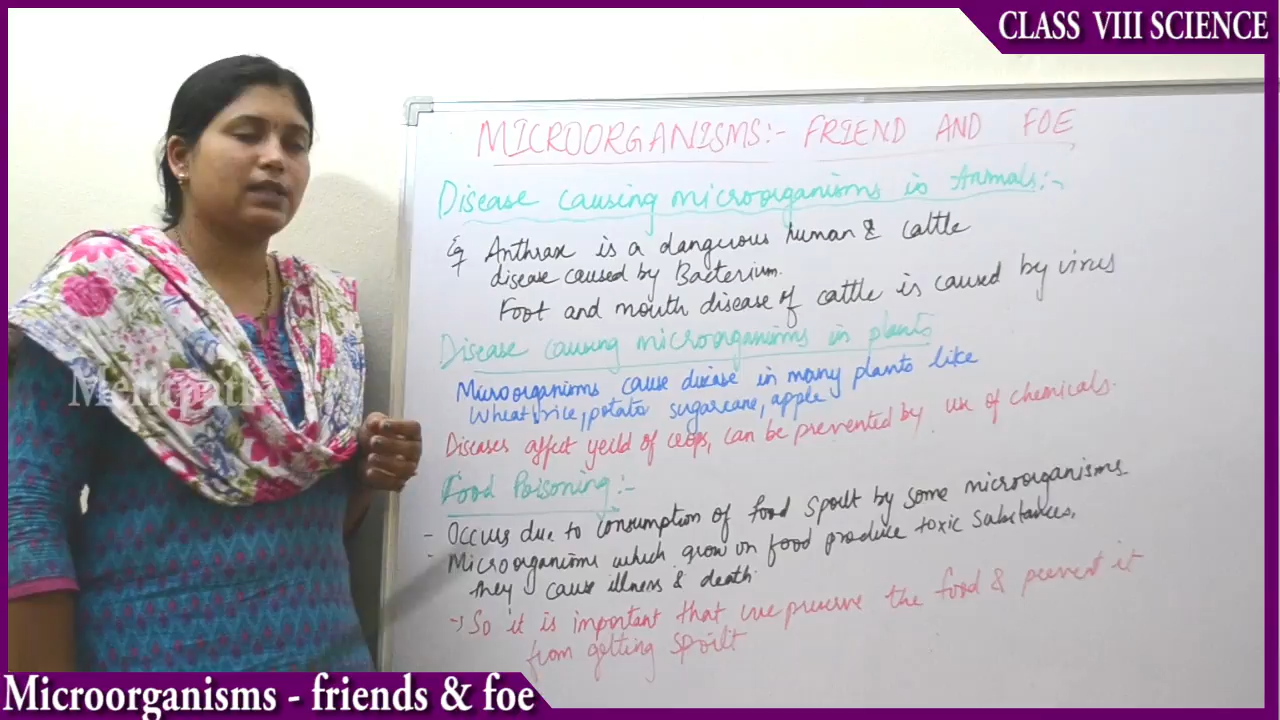 CLASS VIII SCIENCE
MICROORGANISMS:- FRIEND AND FOE
Disease causing microorganisms in Animals:-
Eg Anthrax is a dangerous human & cattle
disease caused by Bacterium.
Foot and mouth disease of cattle is caused by virus
Disease causing microorganisms in plants
Microorganisms cause disease in many plants like
Wheat, rice, potato sugarcane, apple
Diseases affect yeild of crops, can be prevented by use of chemicals.
Food Poisoning:-
- Occurs due to consumption of food spoilt by some microorganisms
- Microorganisms which grow on food produce toxic substances,
they cause illness & death.
→ So it is important that we preserve the food & prevent it
from getting spoilt
Microorganisms - friends & foe